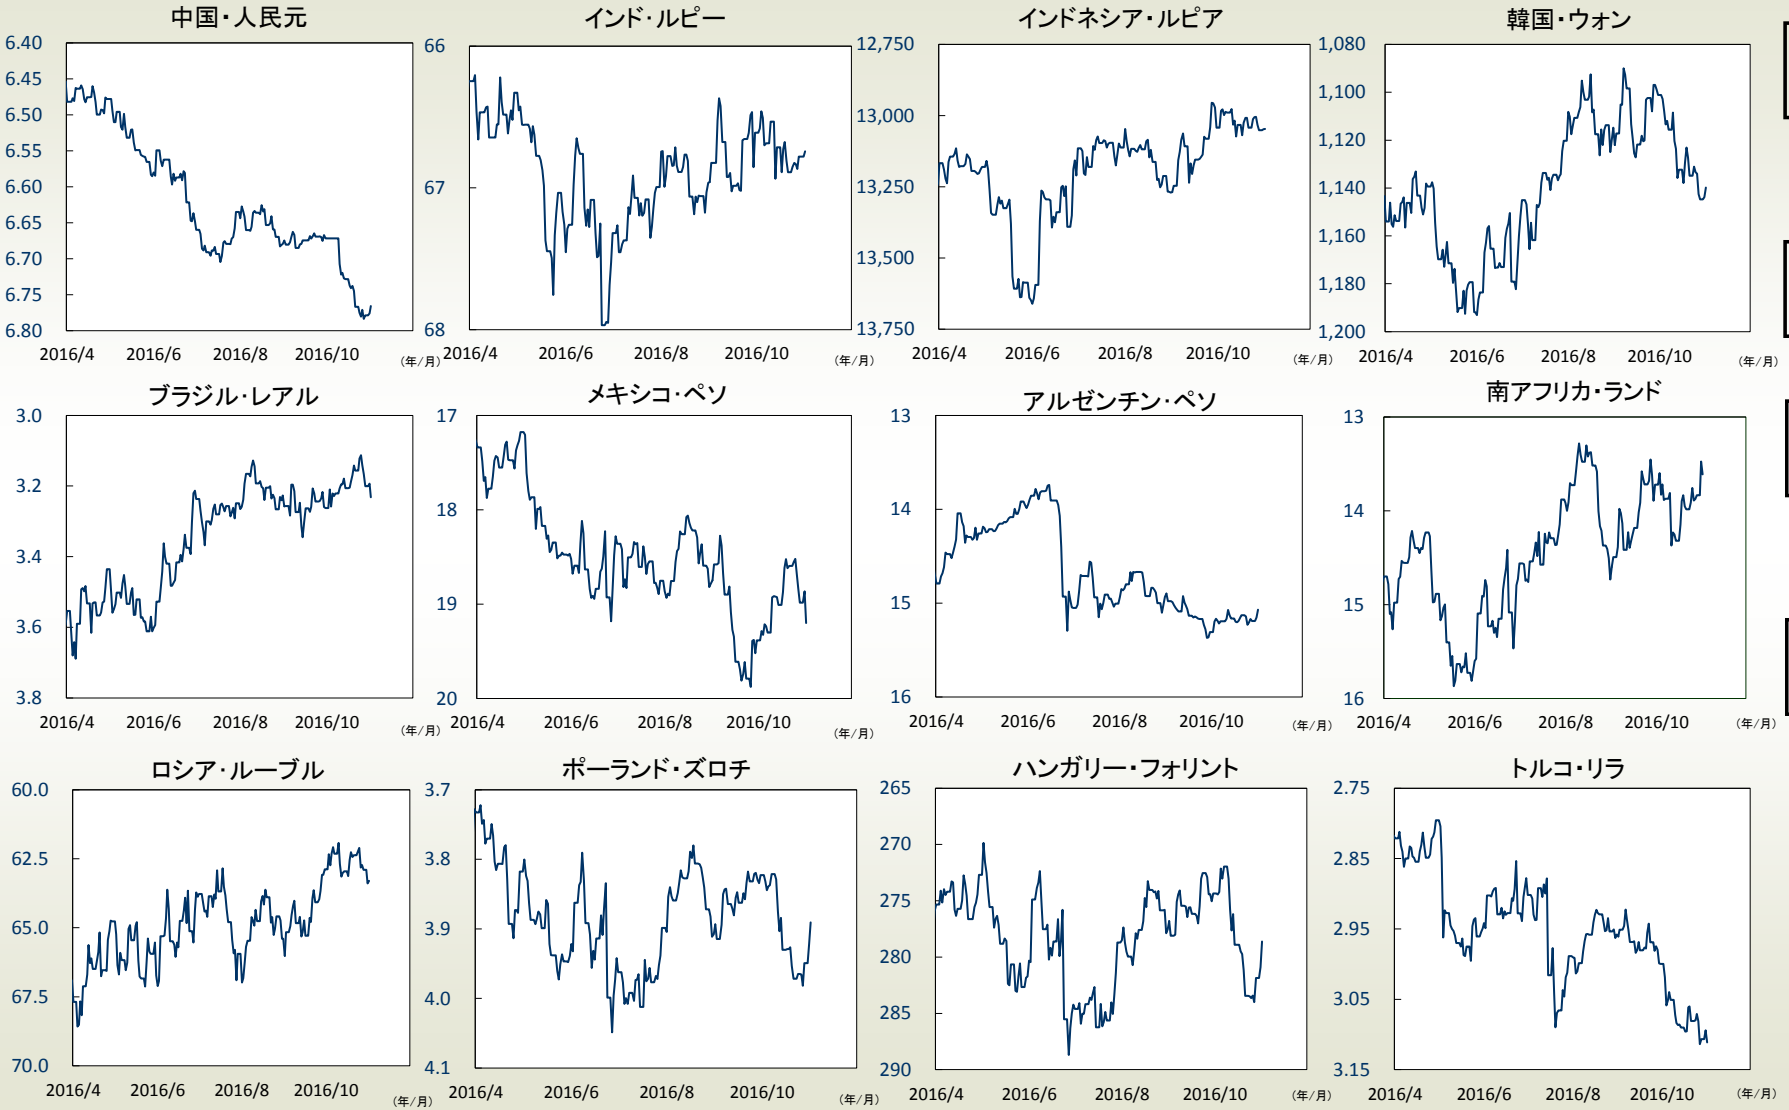 中国・人民元
6.40
6.45
6.50
6.55
6.60
6.65
6.70
6.75
6.80
2016/4 2016/6 2016/8 2016/10
(年/月)
インド・ルピー
66
67
68
2016/4 2016/6 2016/8 2016/10
(年/月)
インドネシア・ルピア
12,750
13,000
13,250
13,500
13,750
2016/4 2016/6 2016/8 2016/10
(年/月)
韓国・ウォン
1,080
1,100
1,120
1,140
1,160
1,180
1,200
2016/4 2016/6 2016/8 2016/10
(年/月)
ブラジル・レアル
3.0
3.2
3.4
3.6
3.8
2016/4 2016/6 2016/8 2016/10
(年/月)
メキシコ・ペソ
17
18
19
20
2016/4 2016/6 2016/8 2016/10
(年/月)
アルゼンチン・ペソ
13
14
15
16
2016/4 2016/6 2016/8 2016/10
(年/月)
南アフリカ・ランド
13
14
15
16
2016/4 2016/6 2016/8 2016/10
(年/月)
ロシア・ルーブル
60.0
62.5
65.0
67.5
70.0
2016/4 2016/6 2016/8 2016/10
(年/月)
ポーランド・ズロチ
3.7
3.8
3.9
4.0
4.1
2016/4 2016/6 2016/8 2016/10
(年/月)
ハンガリー・フォリント
265
270
275
280
285
290
2016/4 2016/6 2016/8 2016/10
(年/月)
トルコ・リラ
2.75
2.85
2.95
3.05
3.15
2016/4 2016/6 2016/8 2016/10
(年/月)